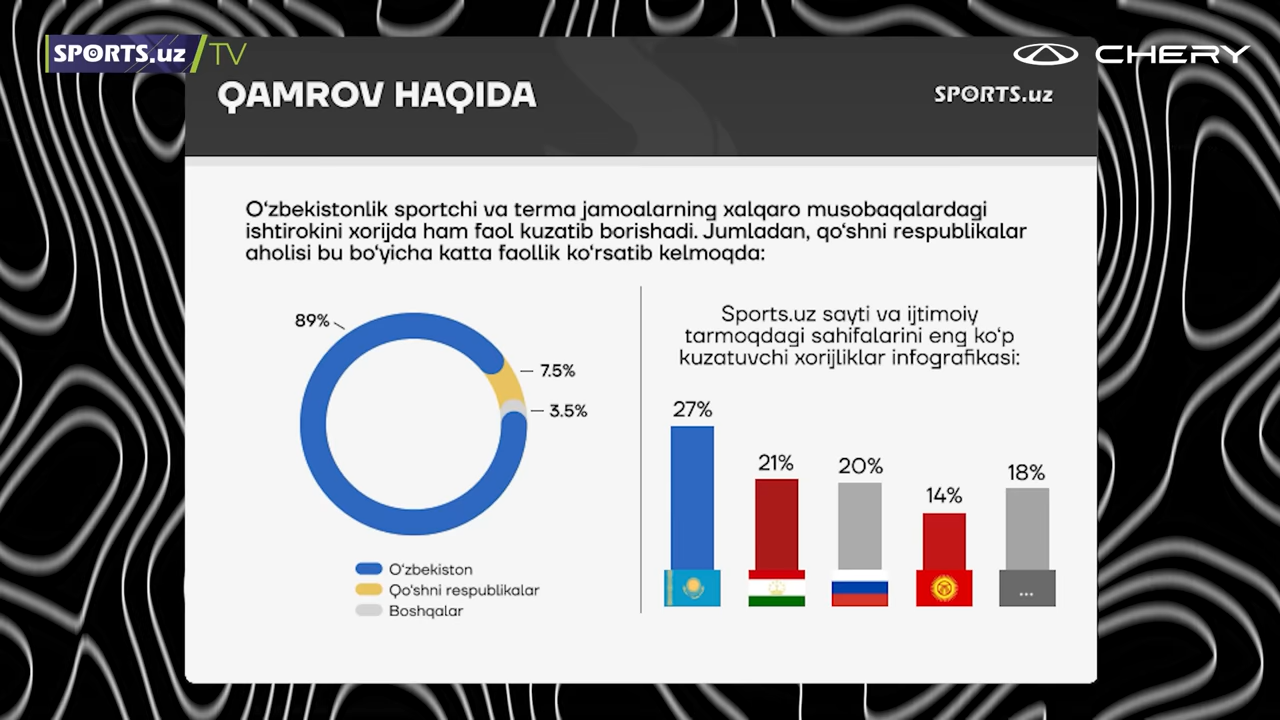 SPORTS.uz/TV
CHERY
QAMROV HAQIDA
SPORTS.uz
O‘zbekistonlik sportchi va terma jamoalarning xalqaro musobaqalardagi
ishtirokini xorijda ham faol kuzatib borishadi. Jumladan, qo‘shni respublikalar
aholisi bu bo‘yicha katta faollik ko‘rsatib kelmoqda:
89%
7.5%
3.5%
O‘zbekiston
Qo‘shni respublikalar
Boshqalar
Sports.uz sayti va ijtimoiy
tarmoqdagi sahifalarini eng ko‘p
kuzatuvchi xorijliklar infografikasi:
27%
21%
20%
14%
18%
...